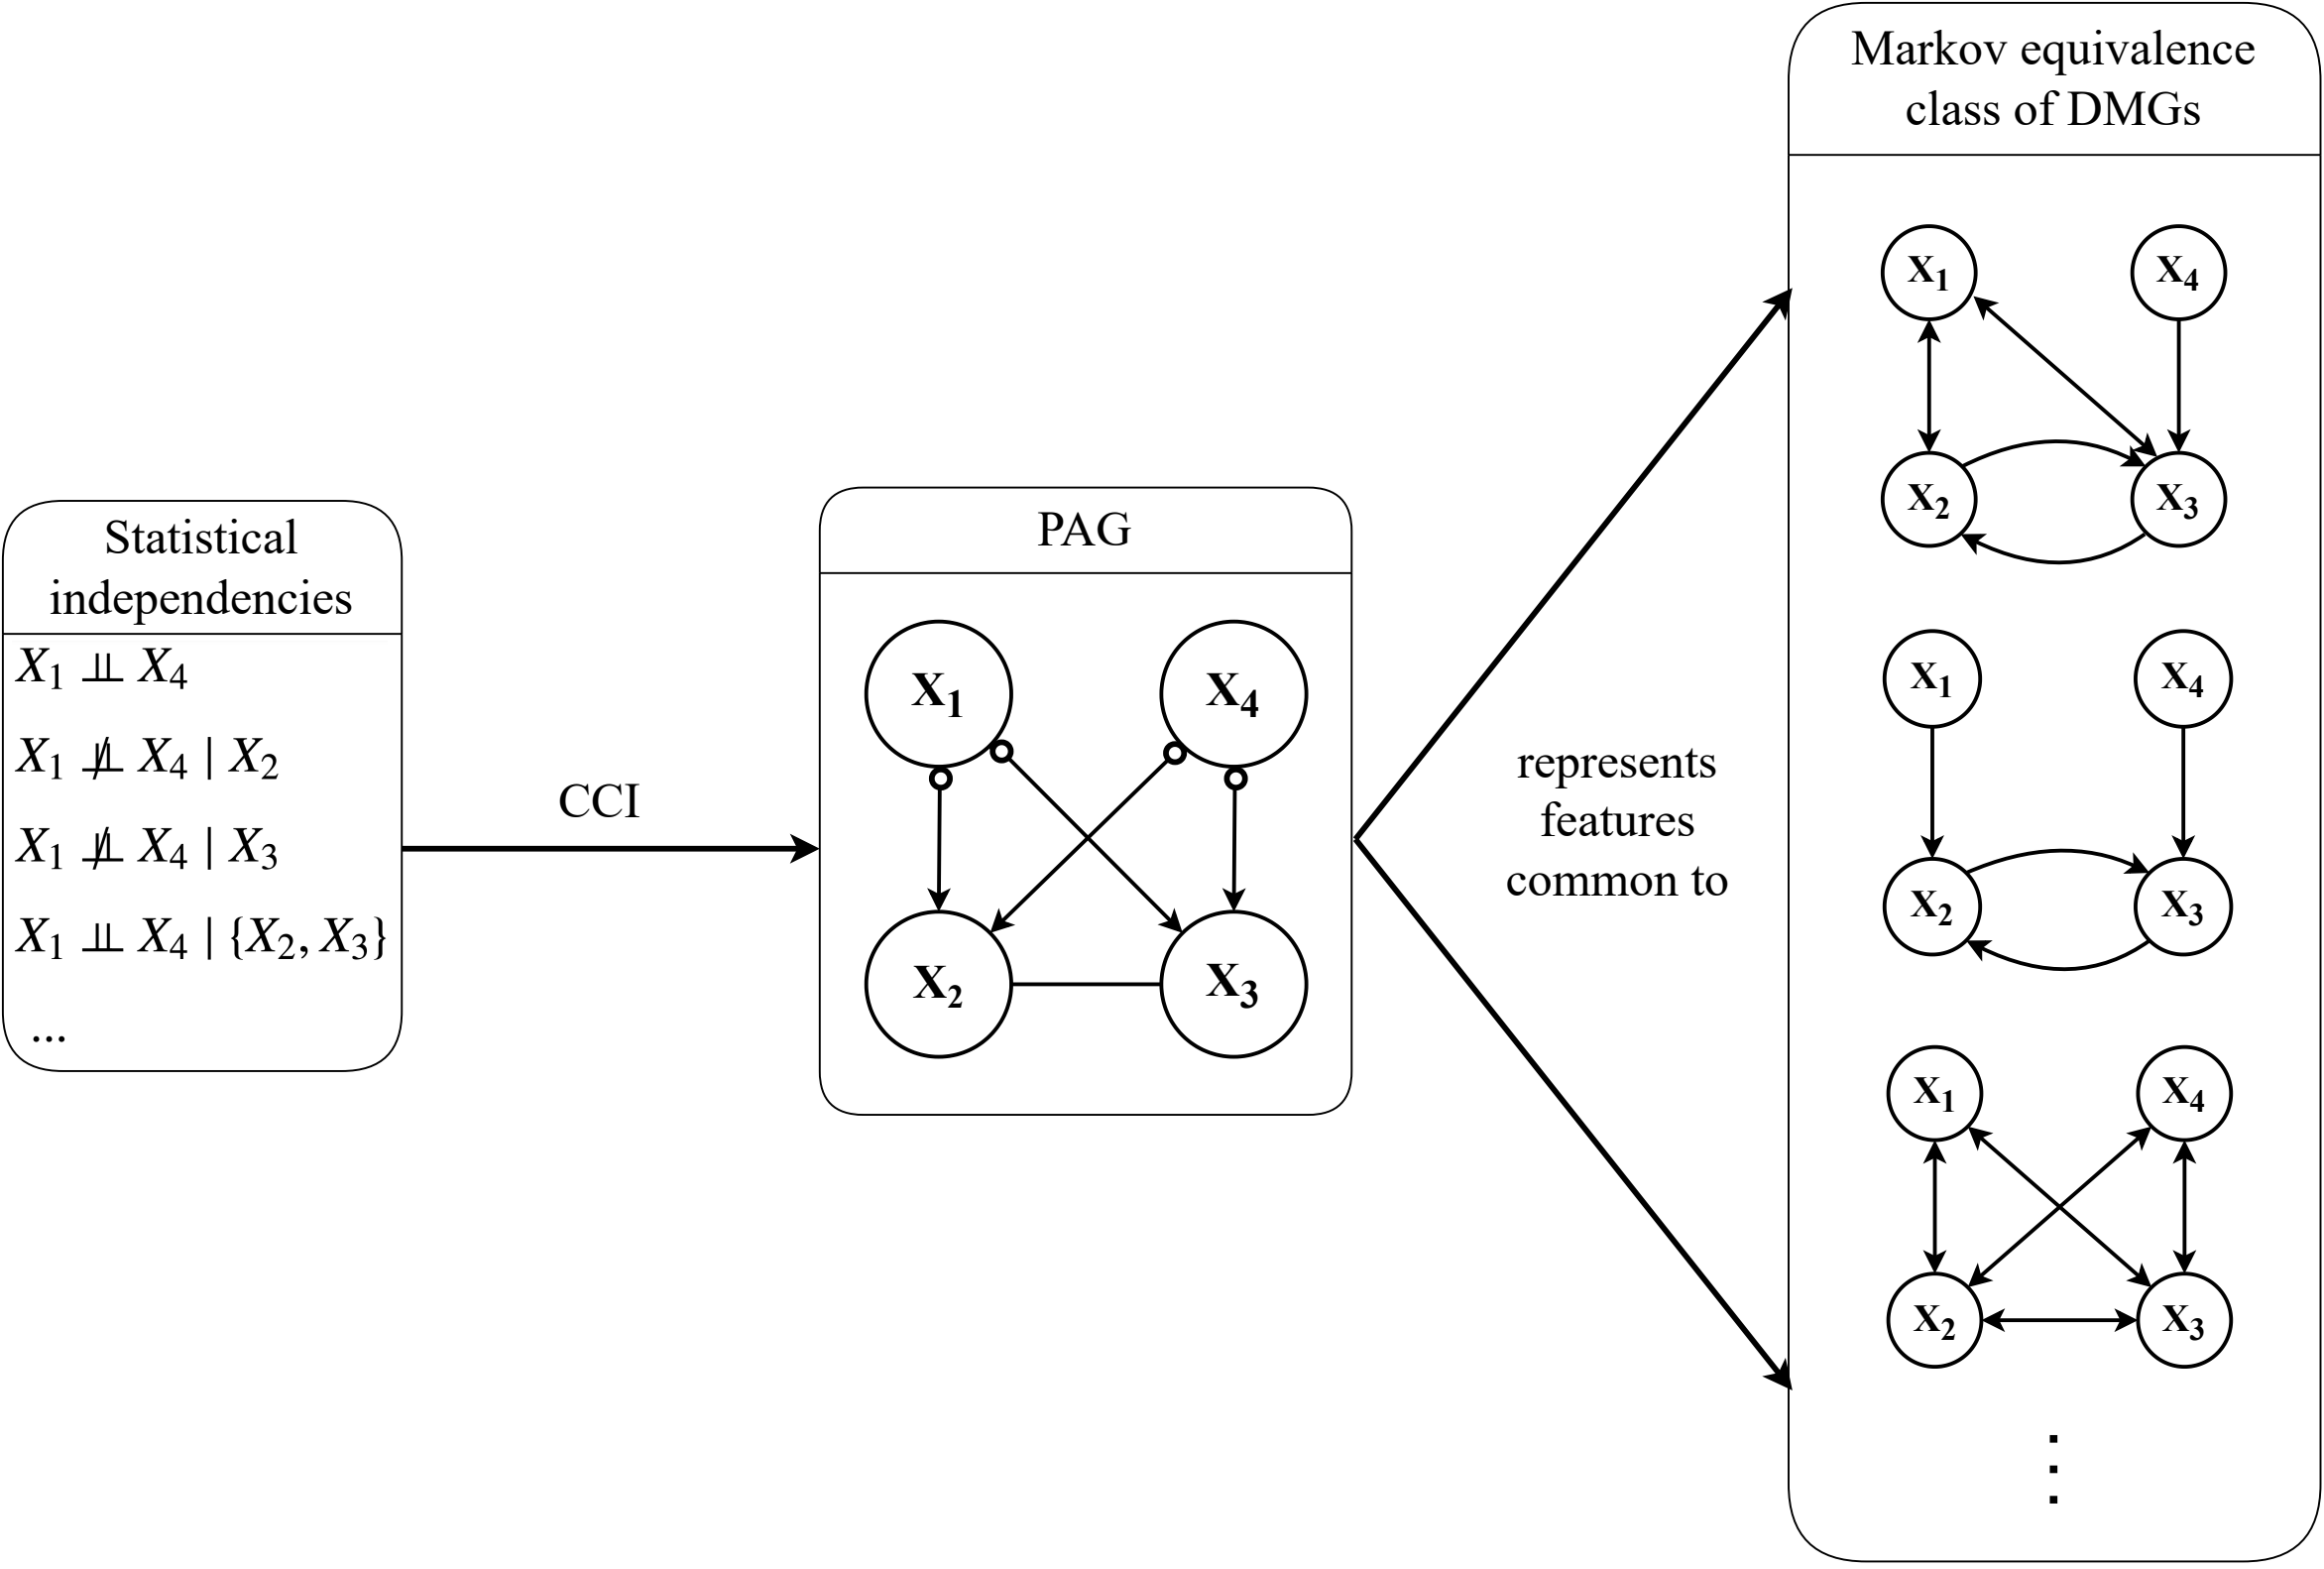 Statistical
independencies
X₁ ⫫ X₄
X₁ ⫫̸ X₄ | X₂
X₁ ⫫̸ X₄ | X₃
X₁ ⫫ X₄ | {X₂, X₃}
...
CCI
PAG
X₁
X₄
X₂
X₃
represents
features
common to
Markov equivalence
class of DMGs
X₁
X₄
X₂
X₃
X₁
X₄
X₂
X₃
X₁
X₄
X₂
X₃
⋮